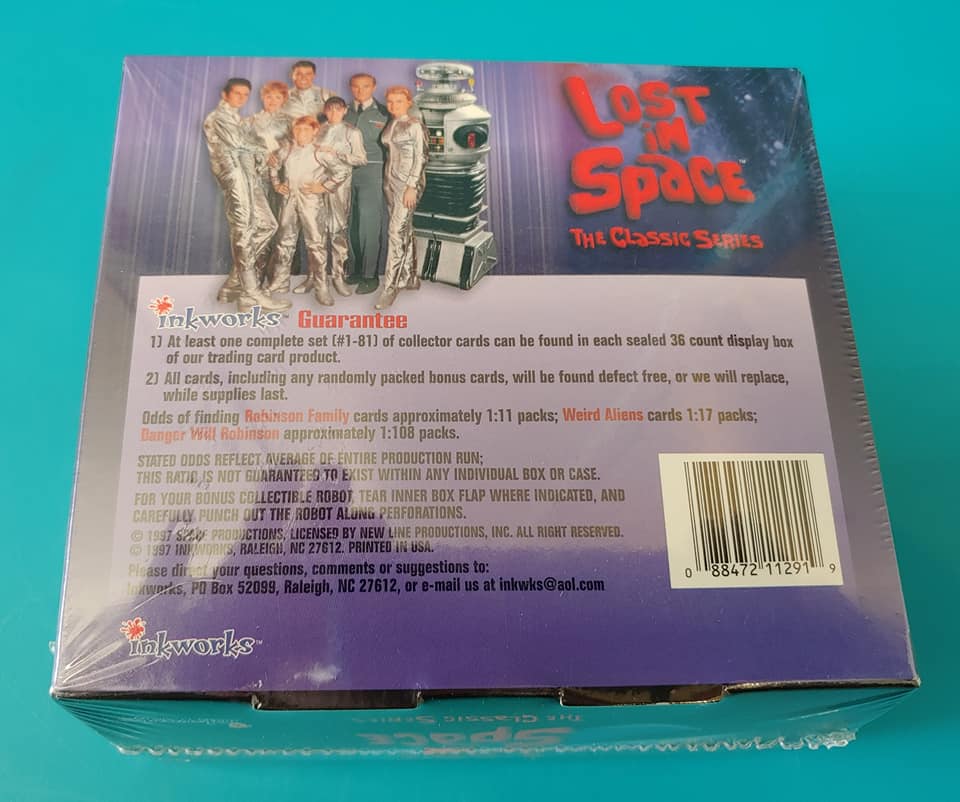 LOST
IN
SPACE™
THE CLASSIC SERIES
inkworks™ Guarantee
1) At least one complete set (#1-81) of collector cards can be found in each sealed 36 count display box
of our trading card product.
2) All cards, including any randomly packed bonus cards, will be found defect free, or we will replace,
while supplies last.
Odds of finding Robinson Family cards approximately 1:11 packs; Weird Aliens cards 1:17 packs;
Danger Will Robinson approximately 1:108 packs.
STATED ODDS REFLECT AVERAGE OF ENTIRE PRODUCTION RUN;
THIS RATIO IS NOT GUARANTEED TO EXIST WITHIN ANY INDIVIDUAL BOX OR CASE.
FOR YOUR BONUS COLLECTIBLE ROBOT, TEAR INNER BOX FLAP WHERE INDICATED, AND
CAREFULLY PUNCH OUT THE ROBOT ALONG PERFORATIONS.
© 1997 SPACE PRODUCTIONS, LICENSED BY NEW LINE PRODUCTIONS, INC. ALL RIGHT RESERVED.
© 1997 INKWORKS, RALEIGH, NC 27612. PRINTED IN USA.
Please direct your questions, comments or suggestions to:
Inkworks, PO Box 52099, Raleigh, NC 27612, or e-mail us at inkwks@aol.com
0 88472 11291 9
inkworks™
THE CLASSIC SERIES
SPACE